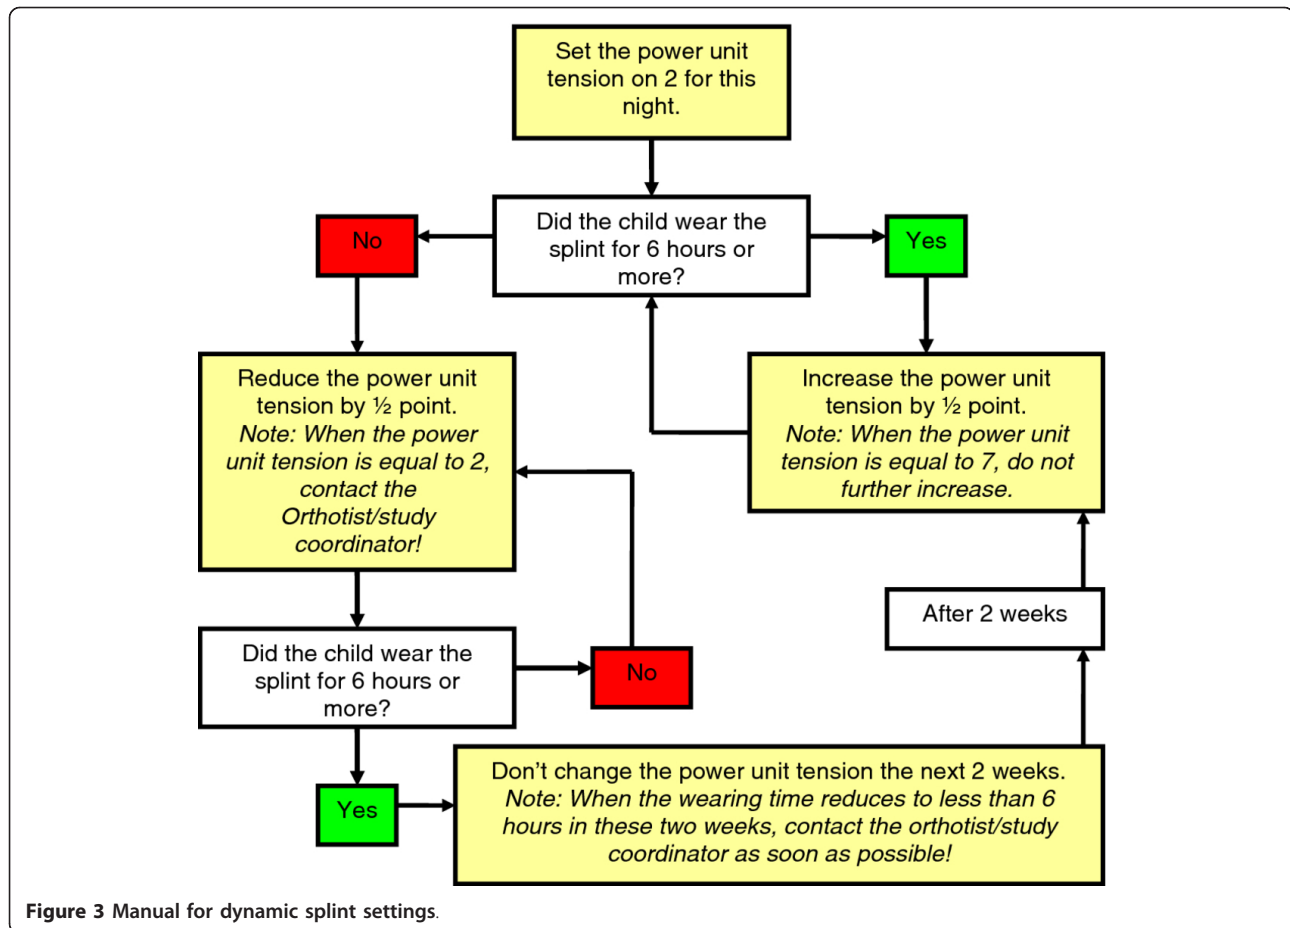 Set the power unit
tension on 2 for this
night.
No
Did the child wear the
splint for 6 hours or
more?
Yes
Reduce the power unit
tension by ½ point.
Note: When the power
unit tension is equal to 2,
contact the
Orthotist/study
coordinator!
Increase the power unit
tension by ½ point.
Note: When the power unit
tension is equal to 7, do not
further increase.
After 2 weeks
Did the child wear the
splint for 6 hours or
more?
No
Yes
Don't change the power unit tension the next 2 weeks.
Note: When the wearing time reduces to less than 6
hours in these two weeks, contact the orthotist/study
coordinator as soon as possible!
Figure 3 Manual for dynamic splint settings.